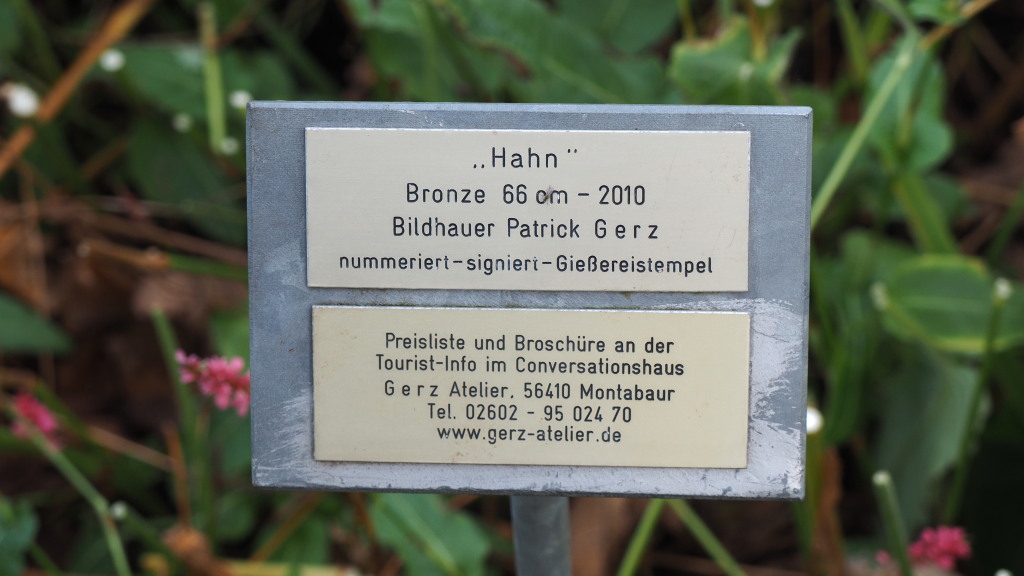 „Hahn"
Bronze 66 cm – 2010
Bildhauer Patrick Gerz
nummeriert–signiert–Gießereistempel
Preisliste und Broschüre an der
Tourist-Info im Conversationshaus
Gerz Atelier, 56410 Montabaur
Tel. 02602 - 95 024 70
www.gerz-atelier.de